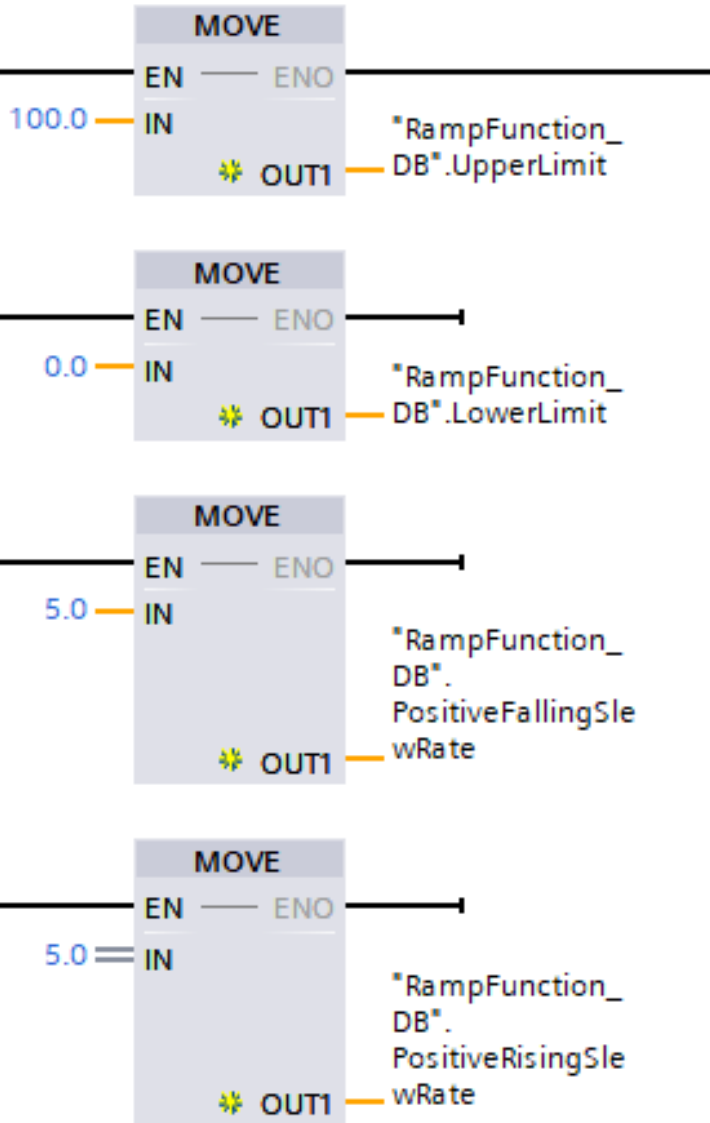 MOVE
EN ENO
100.0 IN
"RampFunction_
OUT1 DB".UpperLimit
MOVE
EN ENO
0.0 IN
"RampFunction_
OUT1 DB".LowerLimit
MOVE
EN ENO
5.0 IN
"RampFunction_
DB".
PositiveFallingSle
OUT1 wRate
MOVE
EN ENO
5.0 IN
"RampFunction_
DB".
PositiveRisingSle
OUT1 wRate